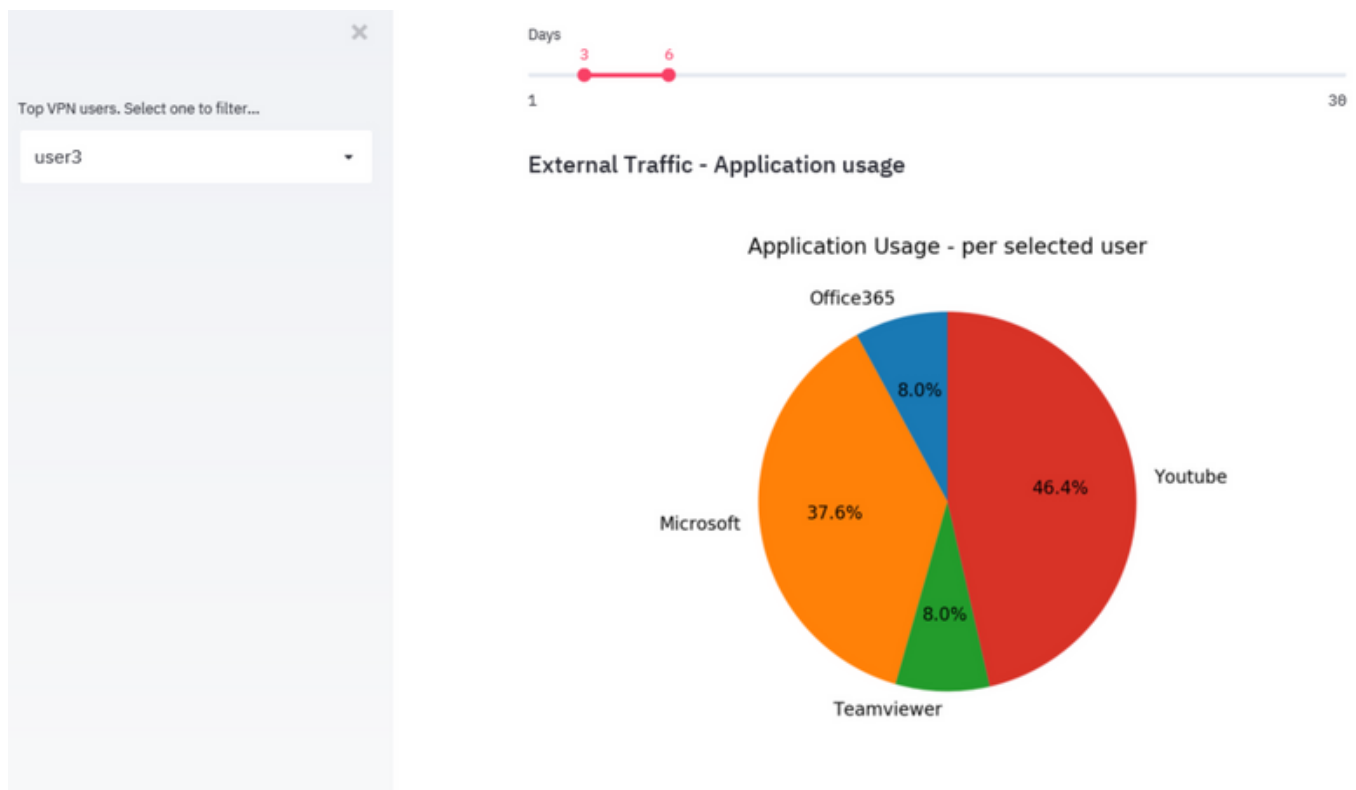 ×
Top VPN users. Select one to filter...
user3
Days
3 6
1 30
External Traffic - Application usage
Application Usage - per selected user
Office365
8.0%
46.4%
Youtube
37.6%
Microsoft
8.0%
Teamviewer